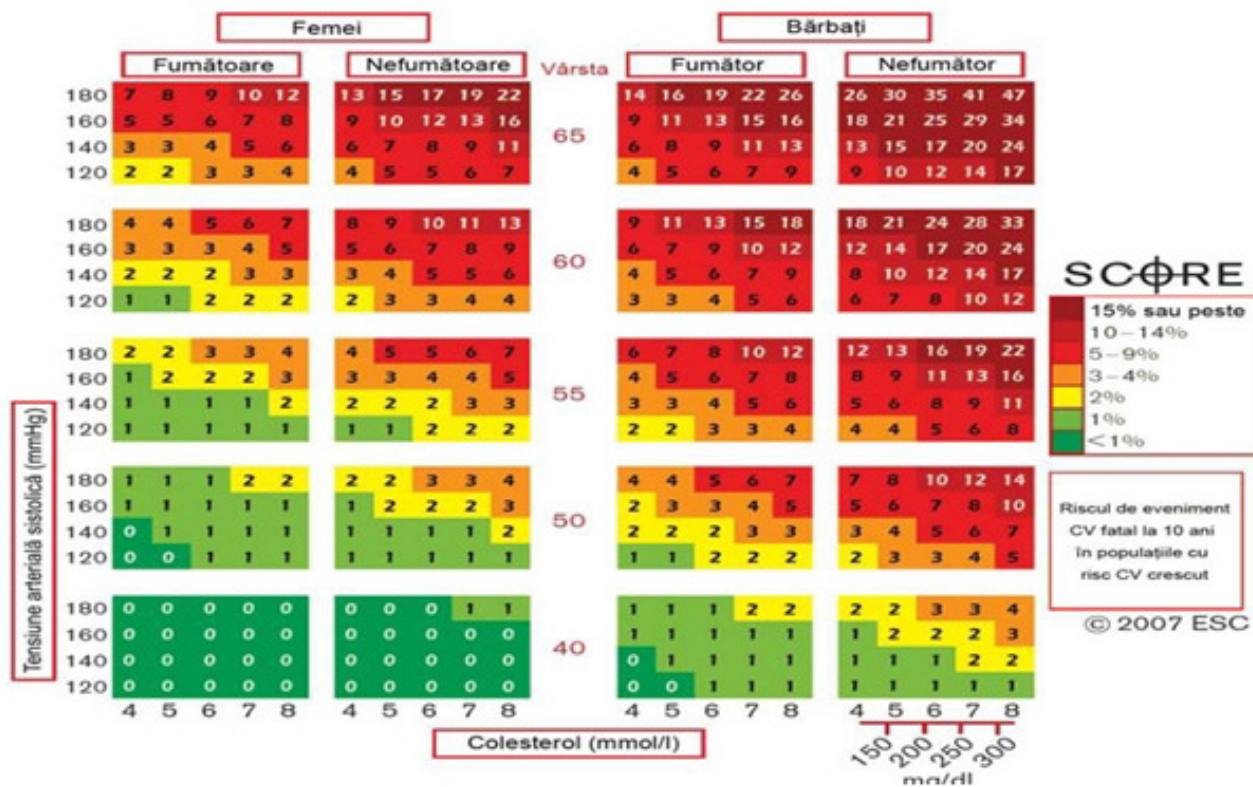 Femei Bărbați
Fumătoare Nefumătoare Vârsta Fumător Nefumător
180 7 8 9 10 12 13 15 17 19 22 14 16 19 22 26 26 30 35 41 47
160 5 5 6 7 8 9 10 12 13 16 9 11 13 15 16 18 21 25 29 34
65
140 3 3 4 5 6 6 7 8 9 11 6 8 9 11 13 13 15 17 20 24
120 2 2 3 3 4 4 5 5 6 7 4 5 6 7 9 9 10 12 14 17
180 4 4 5 6 7 8 9 10 11 13 9 11 13 15 18 18 21 24 28 33
160 3 3 3 4 5 5 6 7 8 9 6 7 9 10 12 12 14 17 20 24
60
140 2 2 2 3 3 3 4 5 5 6 4 5 6 7 9 8 10 12 14 17
120 1 1 2 2 2 2 3 3 4 4 3 3 4 5 6 6 7 8 10 12
180 2 2 3 3 4 4 5 5 6 7 6 7 8 10 12 12 13 16 19 22
160 1 2 2 2 3 3 3 4 4 5 4 5 6 7 8 8 9 11 13 16
55
140 1 1 1 1 2 2 2 2 3 3 3 3 4 5 6 5 6 8 9 11
120 1 1 1 1 1 1 1 2 2 2 2 2 3 3 4 4 4 5 6 8
180 1 1 1 2 2 2 2 3 3 4 4 4 5 6 7 7 8 10 12 14
160 1 1 1 1 1 1 2 2 2 3 2 3 3 4 5 5 6 7 8 10
50
140 0 1 1 1 1 1 1 1 1 2 2 2 2 3 3 3 4 5 6 7
120 0 0 1 1 1 1 1 1 1 1 1 1 2 2 2 2 3 3 4 5
180 0 0 0 0 0 0 0 0 1 1 1 1 1 2 2 2 2 3 3 4
160 0 0 0 0 0 0 0 0 0 0 1 1 1 1 1 1 2 2 2 3
40
140 0 0 0 0 0 0 0 0 0 0 0 1 1 1 1 1 1 1 2 2
120 0 0 0 0 0 0 0 0 0 0 0 0 1 1 1 1 1 1 1 1
4 5 6 7 8 4 5 6 7 8 4 5 6 7 8 4 5 6 7 8
Tensiune arterială sistolică (mmHg)
Colesterol (mmol/l)
150 200 250 300
mg/dl
SCORE
15% sau peste
10–14%
5–9%
3–4%
2%
1%
<1%
Riscul de eveniment
CV fatal la 10 ani
în populațiile cu
risc CV crescut
© 2007 ESC